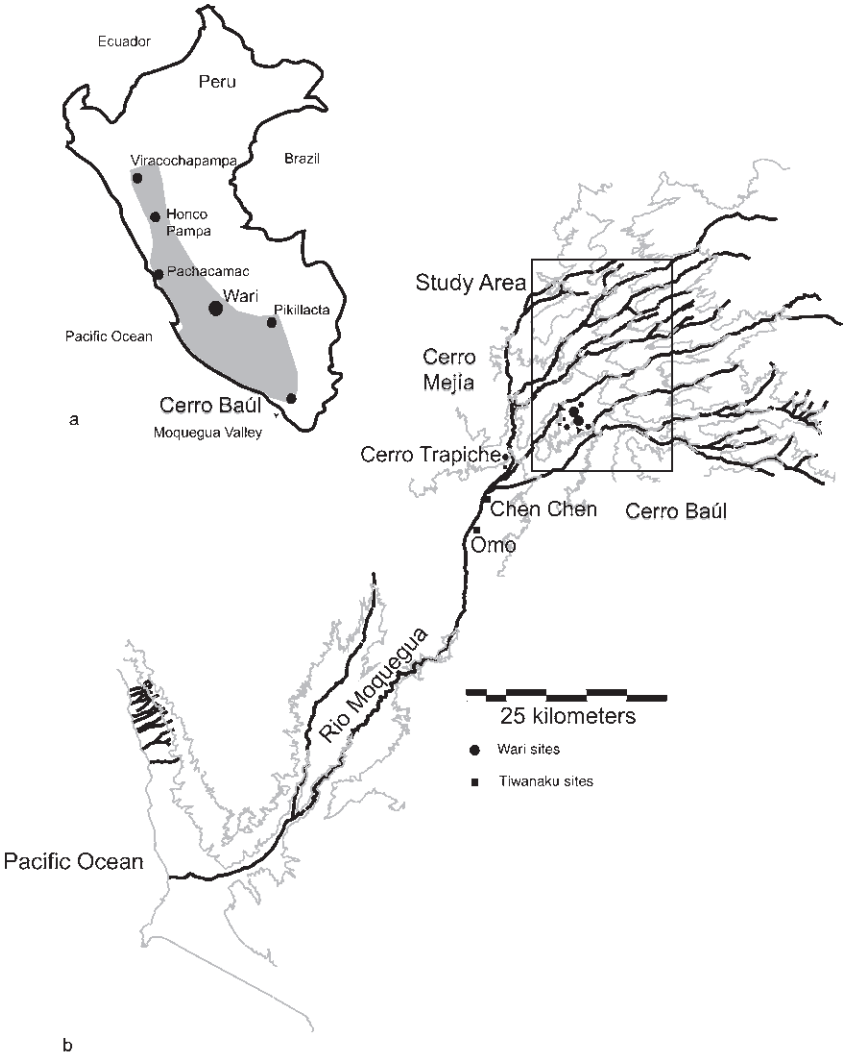 Ecuador
Peru
Brazil
Viracochapampa
Honco
Pampa
Pachacamac
Wari
Pikillacta
Pacific Ocean
Cerro Baúl
Moquegua Valley
a
Study Area
Cerro
Mejía
Cerro Trapiche
Chen Chen
Cerro Baúl
Omo
Rio Moquegua
25 kilometers
Wari sites
Tiwanaku sites
Pacific Ocean
b